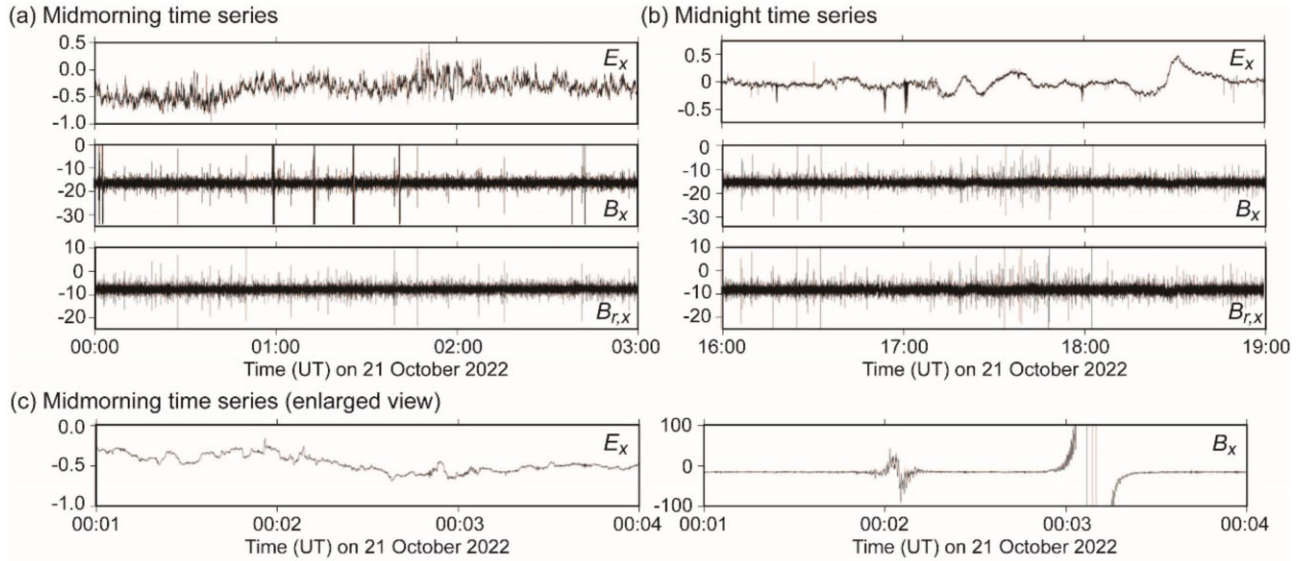 (a) Midmorning time series
(b) Midnight time series
0.5
0.0
-0.5
-1.0
Ex
0.5
0
-0.5
Ex
0
-10
-20
-30
Bx
0
-10
-20
-30
Bx
10
0
-10
-20
Br,x
10
0
-10
-20
Br,x
00:00 01:00 02:00 03:00
16:00 17:00 18:00 19:00
Time (UT) on 21 October 2022
Time (UT) on 21 October 2022
(c) Midmorning time series (enlarged view)
0.0
-0.5
-1.0
Ex
100
0
-100
Bx
00:01 00:02 00:03 00:04
00:01 00:02 00:03 00:04
Time (UT) on 21 October 2022
Time (UT) on 21 October 2022